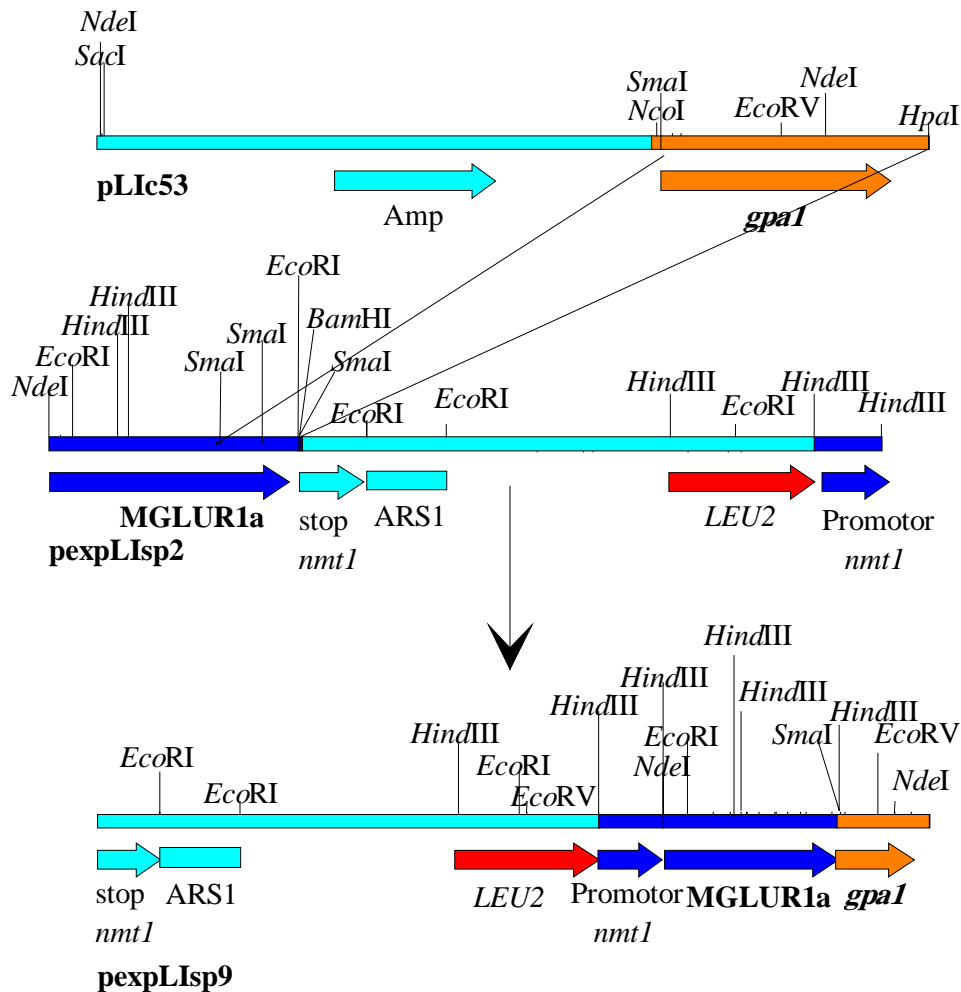 NdeI
SacI
SmaI
NcoI
NdeI
EcoRV
HpaI
pLIc53
Amp
gpa1
EcoRI
HindIII
HindIII
BamHI
SmaI
EcoRI
SmaI
SmaI
NdeI
EcoRI
EcoRI
HindIII
EcoRI
HindIII
HindIII
MGLUR1a
stop
nmt1
ARS1
LEU2
Promotor
nmt1
pexpLIsp2
HindIII
HindIII
HindIII
HindIII
HindIII
HindIII
SmaI
EcoRI
EcoRV
EcoRI
EcoRI
NdeI
NdeI
EcoRI
EcoRV
stop
nmt1
ARS1
LEU2
Promotor
nmt1
MGLUR1a
gpa1
pexpLIsp9